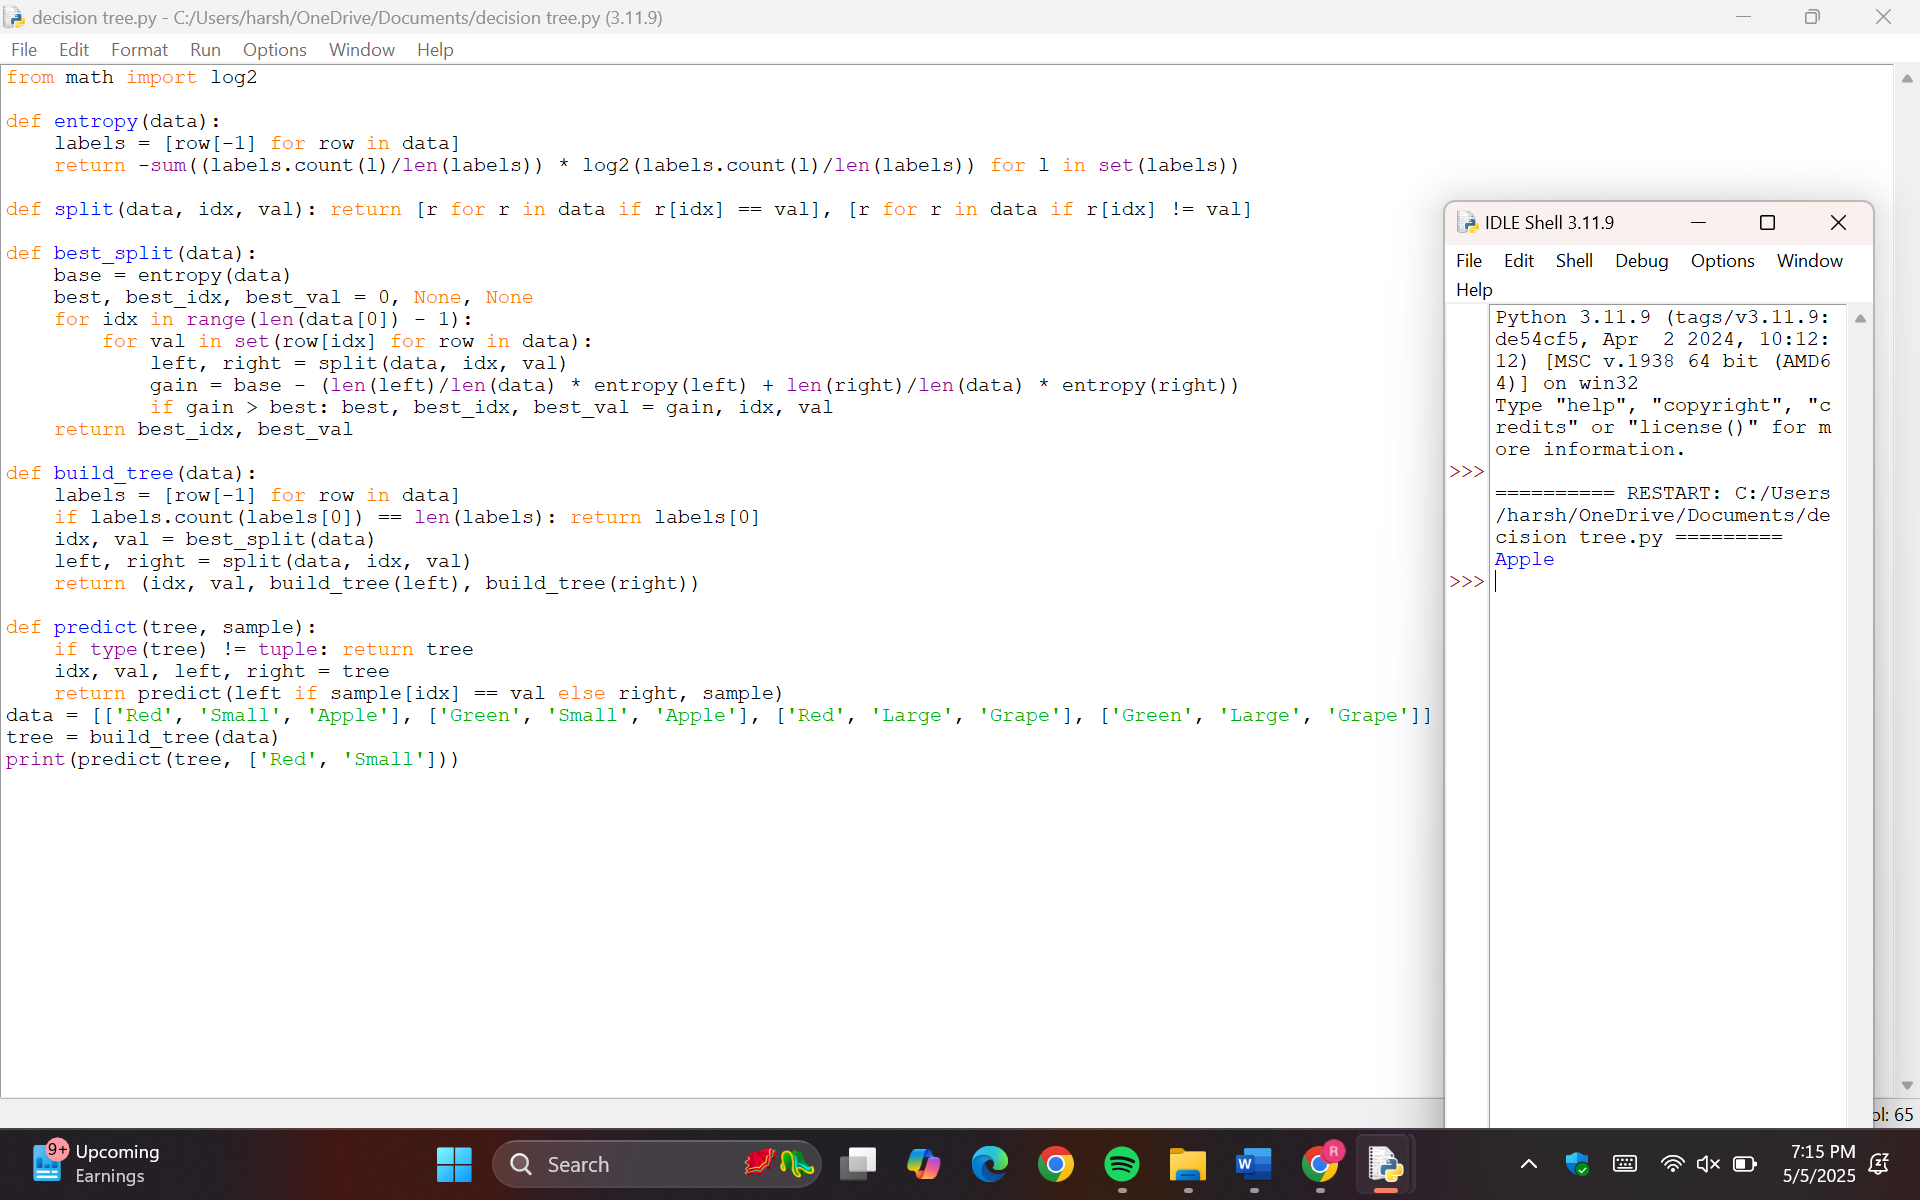 decision tree.py - C:/Users/harsh/OneDrive/Documents/decision tree.py (3.11.9)
File Edit Format Run Options Window Help
from math import log2

def entropy(data):
    labels = [row[-1] for row in data]
    return -sum((labels.count(l)/len(labels)) * log2(labels.count(l)/len(labels)) for l in set(labels))

def split(data, idx, val): return [r for r in data if r[idx] == val], [r for r in data if r[idx] != val]

def best_split(data):
    base = entropy(data)
    best, best_idx, best_val = 0, None, None
    for idx in range(len(data[0]) - 1):
        for val in set(row[idx] for row in data):
            left, right = split(data, idx, val)
            gain = base - (len(left)/len(data) * entropy(left) + len(right)/len(data) * entropy(right))
            if gain > best: best, best_idx, best_val = gain, idx, val
    return best_idx, best_val

def build_tree(data):
    labels = [row[-1] for row in data]
    if labels.count(labels[0]) == len(labels): return labels[0]
    idx, val = best_split(data)
    left, right = split(data, idx, val)
    return (idx, val, build_tree(left), build_tree(right))

def predict(tree, sample):
    if type(tree) != tuple: return tree
    idx, val, left, right = tree
    return predict(left if sample[idx] == val else right, sample)
data = [['Red', 'Small', 'Apple'], ['Green', 'Small', 'Apple'], ['Red', 'Large', 'Grape'], ['Green', 'Large', 'Grape']]
tree = build_tree(data)
print(predict(tree, ['Red', 'Small']))
IDLE Shell 3.11.9
File Edit Shell Debug Options Window
Help
Python 3.11.9 (tags/v3.11.9:
de54cf5, Apr  2 2024, 10:12:
12) [MSC v.1938 64 bit (AMD6
4)] on win32
Type "help", "copyright", "c
redits" or "license()" for m
ore information.
>>>
========== RESTART: C:/Users
/harsh/OneDrive/Documents/de
cision tree.py =========
Apple
>>>
ol: 65
9+ Upcoming
Earnings
Search
W
R
7:15 PM
5/5/2025